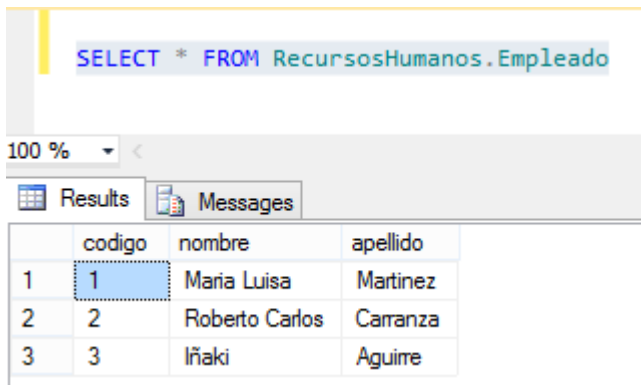 SELECT * FROM RecursosHumanos.Empleado
100 %
Results Messages
codigo nombre apellido
1 1 Maria Luisa Martinez
2 2 Roberto Carlos Carranza
3 3 Iñaki Aguirre